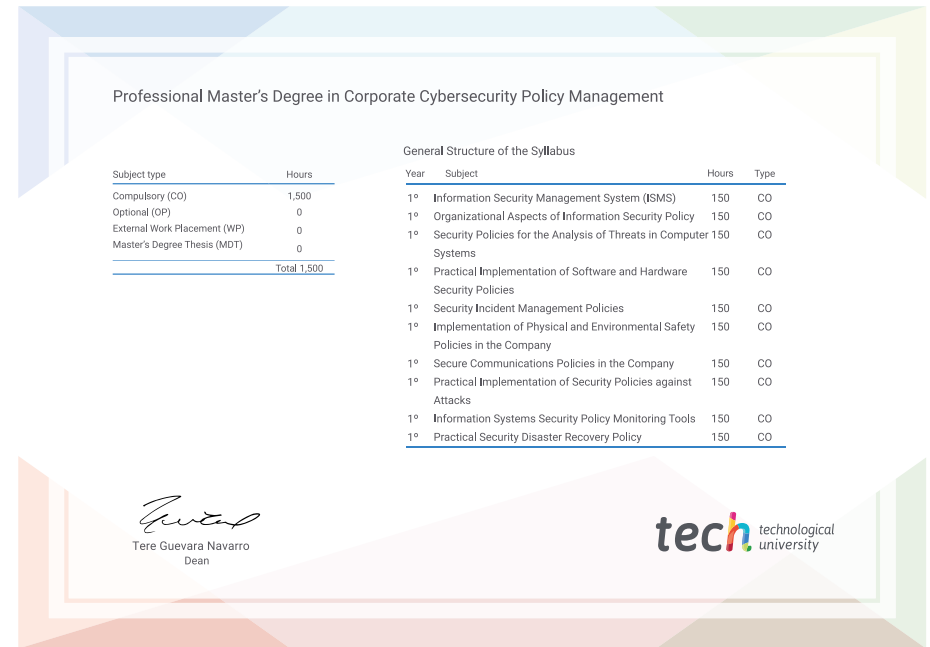 Professional Master's Degree in Corporate Cybersecurity Policy Management
Subject type Hours
Compulsory (CO) 1,500
Optional (OP) 0
External Work Placement (WP) 0
Master's Degree Thesis (MDT) 0
Total 1,500
General Structure of the Syllabus
Year Subject Hours Type
1º Information Security Management System (ISMS) 150 CO
1º Organizational Aspects of Information Security Policy 150 CO
1º Security Policies for the Analysis of Threats in Computer 150 CO
Systems
1º Practical Implementation of Software and Hardware 150 CO
Security Policies
1º Security Incident Management Policies 150 CO
1º Implementation of Physical and Environmental Safety 150 CO
Policies in the Company
1º Secure Communications Policies in the Company 150 CO
1º Practical Implementation of Security Policies against 150 CO
Attacks
1º Information Systems Security Policy Monitoring Tools 150 CO
1º Practical Security Disaster Recovery Policy 150 CO
Tere Guevara Navarro
Dean
tech technological
university